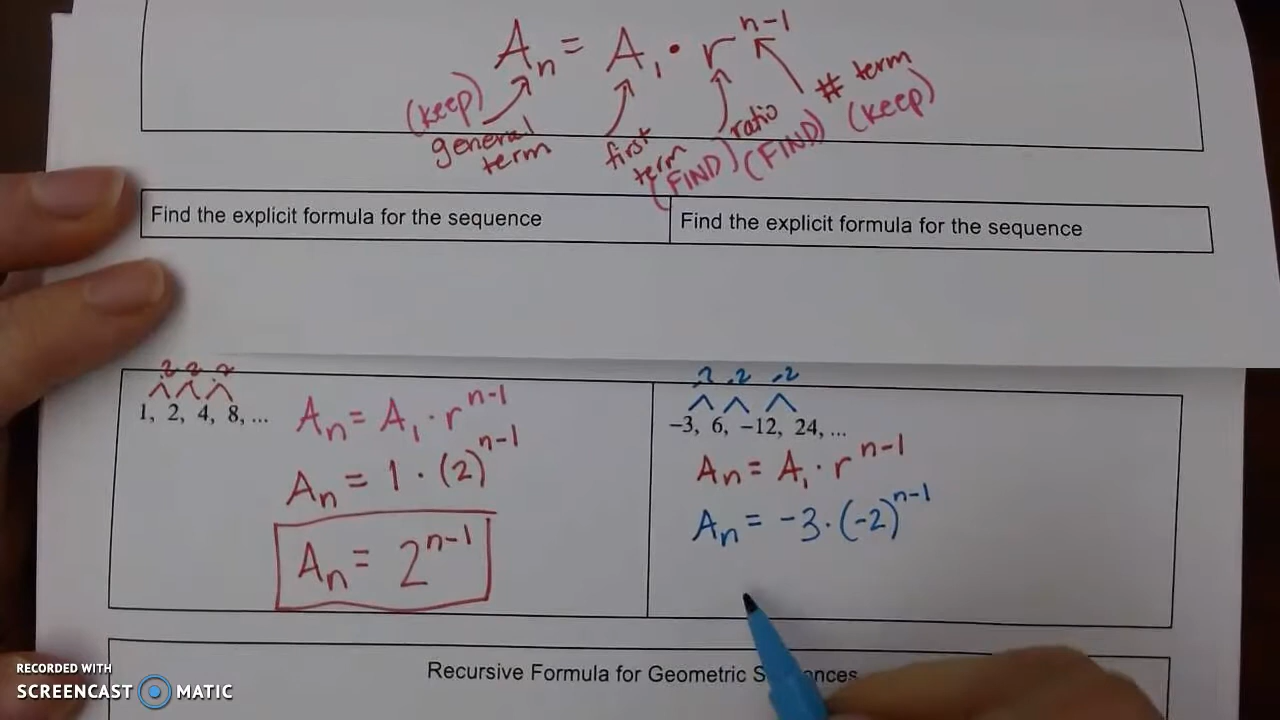 Aₙ = A₁ · r^(n-1)
(keep)
general term
first term (FIND)
ratio (FIND)
# term (keep)
Find the explicit formula for the sequence
Find the explicit formula for the sequence
·2 ·2 ·2
1, 2, 4, 8, ...
Aₙ = A₁ · r^(n-1)
Aₙ = 1 · (2)^(n-1)
Aₙ = 2^(n-1)
-3, 6, -12, 24, ...
Aₙ = A₁ · r^(n-1)
Aₙ = -3 · (-2)^(n-1)
Recursive Formula for Geometric
RECORDED WITH
SCREENCAST MATIC